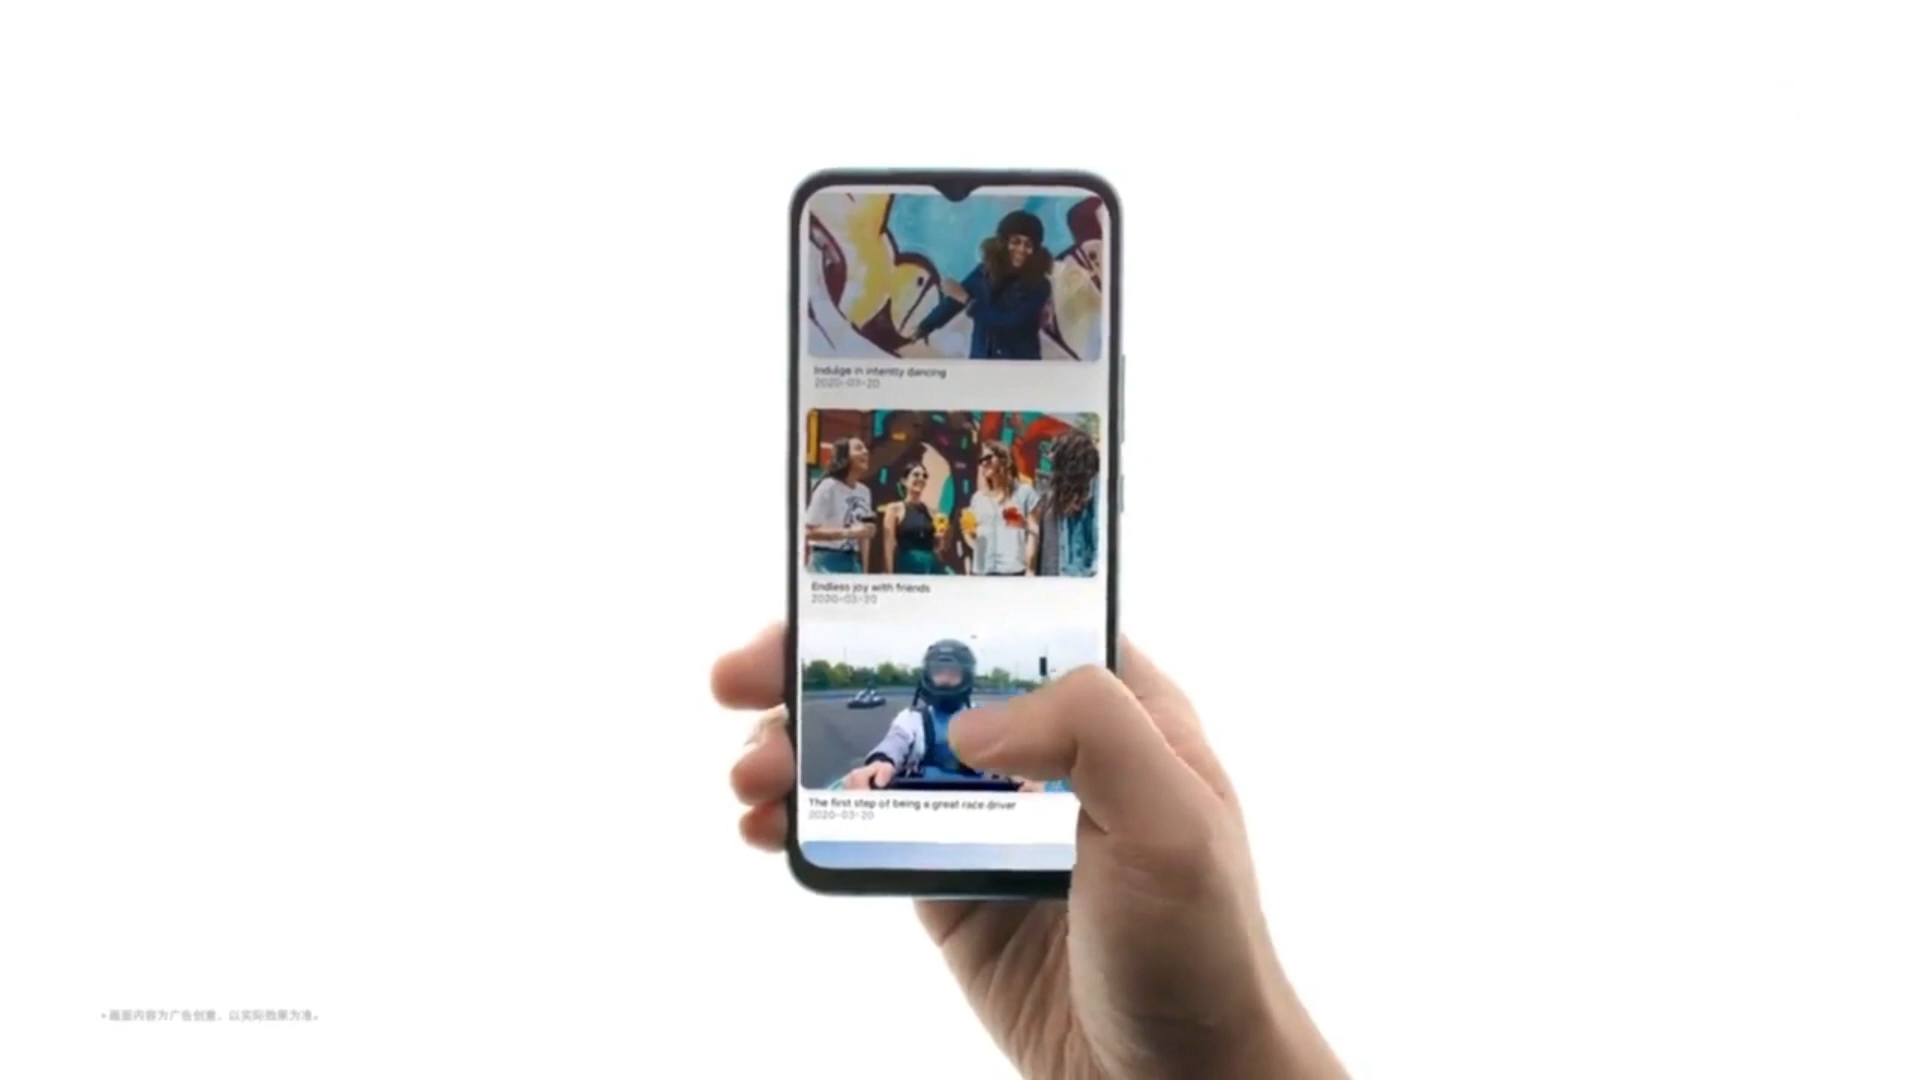 Indulge in intently dancing
2020-03-20
Endless joy with friends
2020-03-20
The first step of being a great race driver
2020-03-20
*画面内容为广告创意，以实际效果为准。